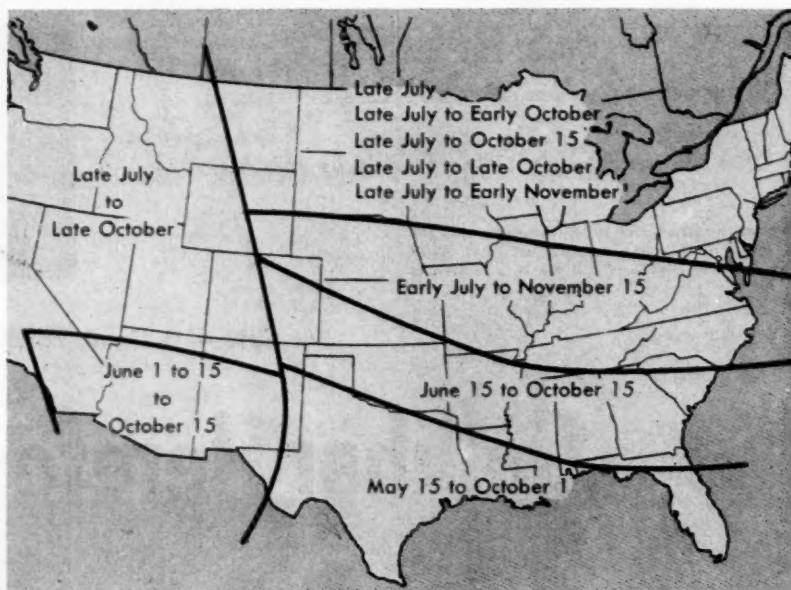 Late July
Late July to Early October
Late July to October 15
Late July to Late October
Late July to Early November
Late July
to
Late October
Early July to November 15
June 1 to 15
to
October 15
June 15 to October 15
May 15 to October 1